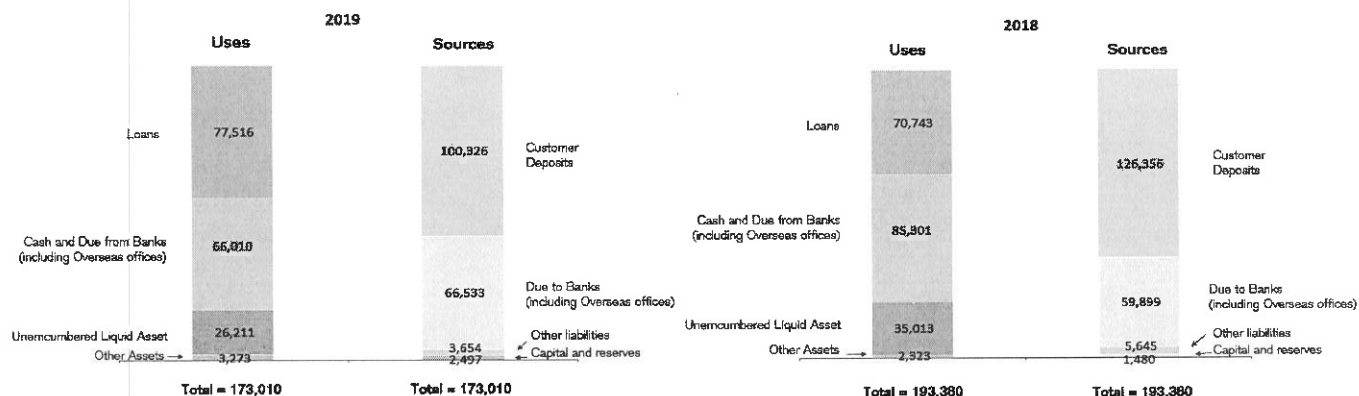 2019
Uses
Sources
Loans
77,516
100,326
Customer
Deposits
Cash and Due from Banks
(including Overseas offices)
66,010
66,533
Due to Banks
(including Overseas offices)
Unemcumbered Liquid Asset
26,211
Other liabilities
3,654
Other Assets
3,273
2,497
Capital and reserves
Total = 173,010
Total = 173,010
2018
Uses
Sources
Loans
70,743
126,356
Customer
Deposits
Cash and Due from Banks
(including Overseas offices)
85,301
59,899
Due to Banks
(including Overseas offices)
Unemcumbered Liquid Asset
35,013
Other liabilities
5,645
Other Assets
2,323
1,480
Capital and reserves
Total = 193,380
Total = 193,380